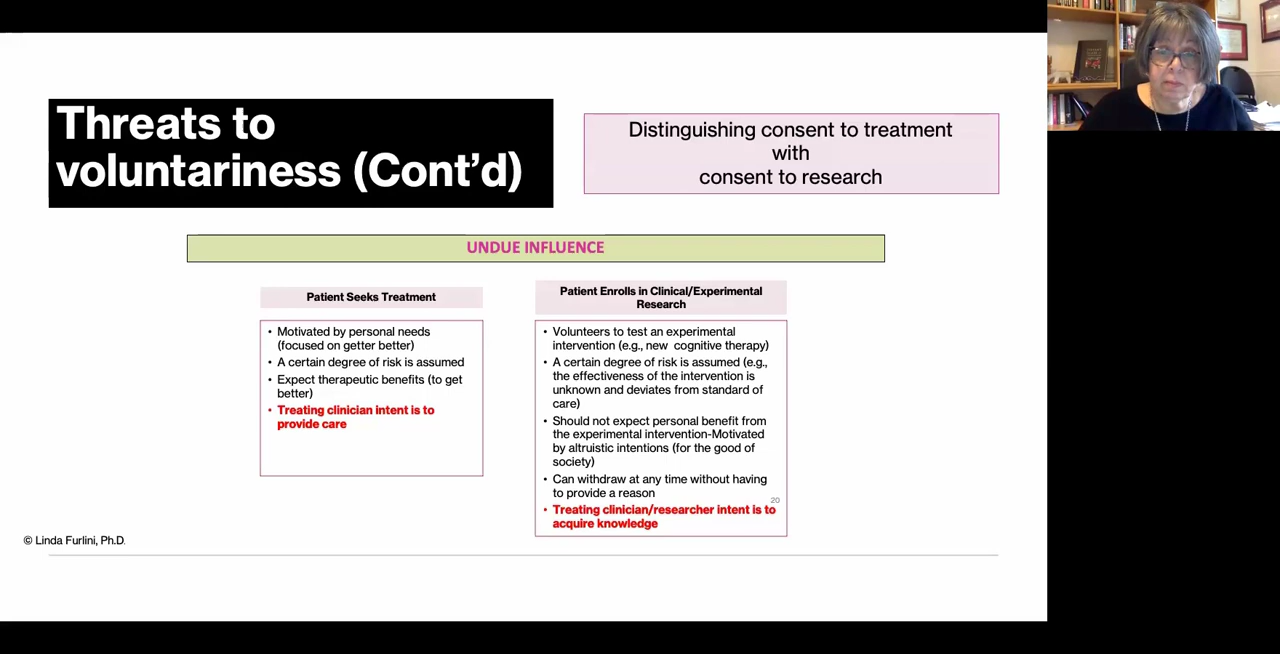 Threats to
voluntariness (Cont’d)
Distinguishing consent to treatment
with
consent to research
UNDUE INFLUENCE
Patient Seeks Treatment
• Motivated by personal needs
(focused on getter better)
• A certain degree of risk is assumed
• Expect therapeutic benefits (to get
better)
• Treating clinician intent is to
provide care
Patient Enrolls in Clinical/Experimental
Research
• Volunteers to test an experimental
intervention (e.g., new cognitive therapy)
• A certain degree of risk is assumed (e.g.,
the effectiveness of the intervention is
unknown and deviates from standard of
care)
• Should not expect personal benefit from
the experimental intervention-Motivated
by altruistic intentions (for the good of
society)
• Can withdraw at any time without having
to provide a reason
20
• Treating clinician/researcher intent is to
acquire knowledge
© Linda Furlini, Ph.D.